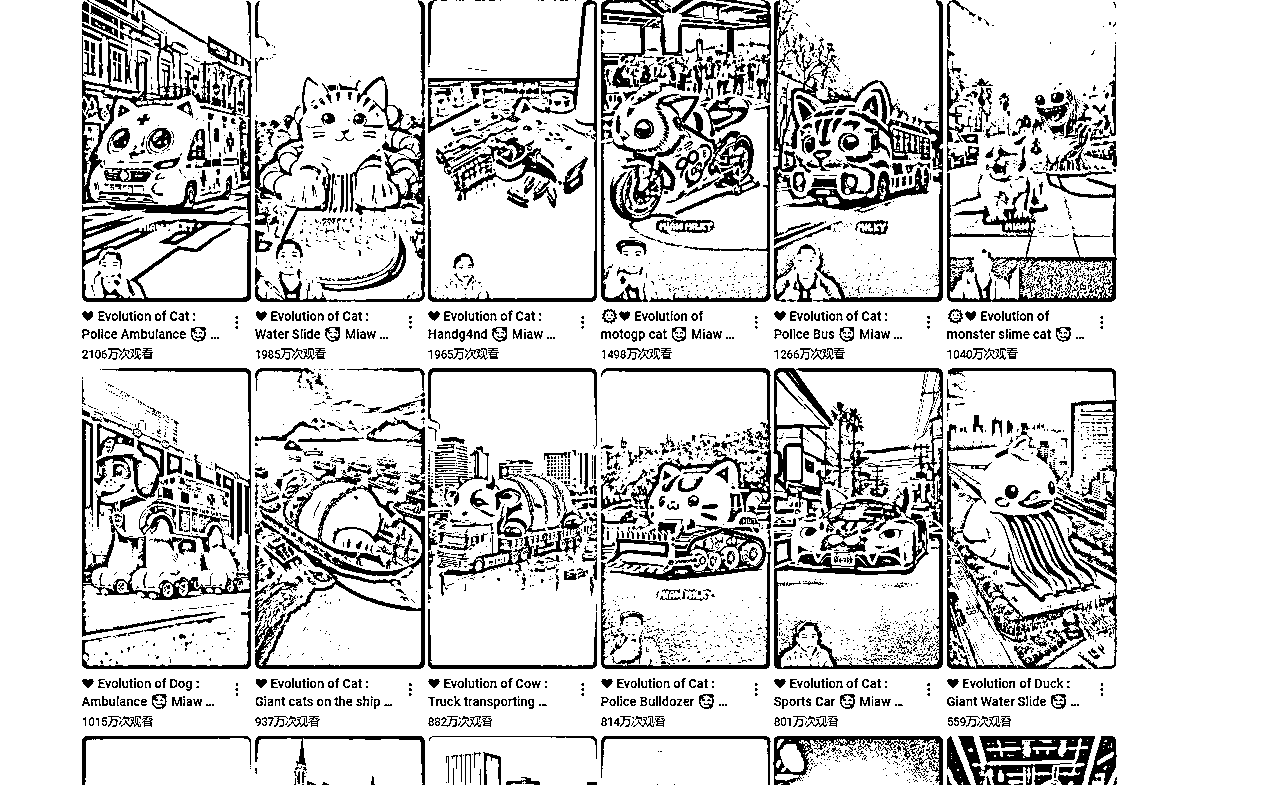 MIAW MILKY
MIAW MILKY
♥ Evolution of Cat :
Police Ambulance 🥰 ...
2106万次观看
♥ Evolution of Cat :
Water Slide 🥰 Miaw ...
1985万次观看
♥ Evolution of Cat :
Handg4nd 🥰 Miaw ...
1965万次观看
♥ Evolution of
motogp cat 🥰 Miaw ...
1498万次观看
♥ Evolution of Cat :
Police Bus 🥰 Miaw ...
1266万次观看
♥ Evolution of
monster slime cat 🥰 ...
1040万次观看
MIAW MILKY
♥ Evolution of Dog :
Ambulance 🥰 Miaw ...
1015万次观看
♥ Evolution of Cat :
Giant cats on the ship ...
937万次观看
♥ Evolution of Cow :
Truck transporting ...
882万次观看
♥ Evolution of Cat :
Police Bulldozer 🥰 ...
814万次观看
♥ Evolution of Cat :
Sports Car 🥰 Miaw ...
801万次观看
♥ Evolution of Duck :
Giant Water Slide 🥰 ...
559万次观看